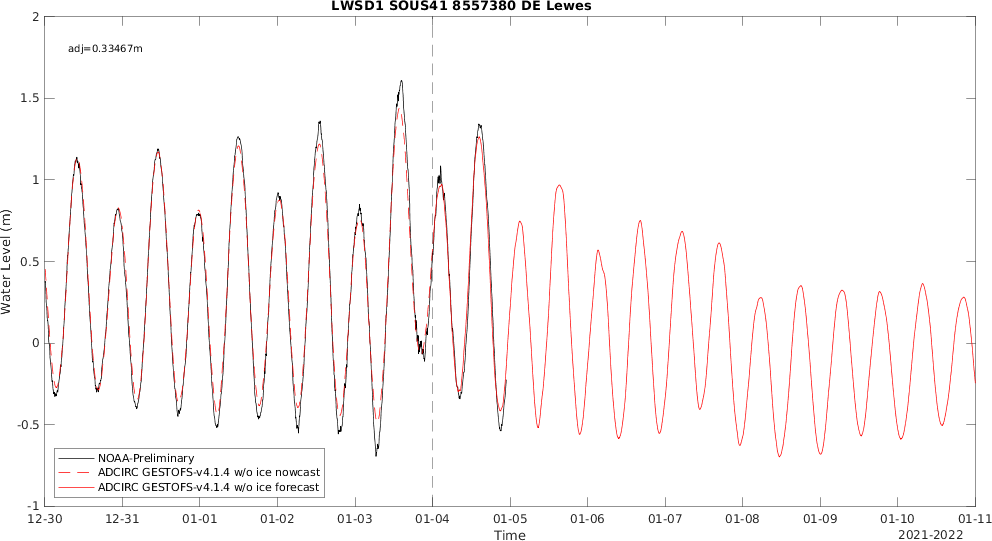 LWSD1 SOUS41 8557380 DE Lewes
adj=0.33467m
2
1.5
1
0.5
0
-0.5
-1
Water Level (m)
NOAA-Preliminary
ADCIRC GESTOFS-v4.1.4 w/o ice nowcast
ADCIRC GESTOFS-v4.1.4 w/o ice forecast
12-30 12-31 01-01 01-02 01-03 01-04 01-05 01-06 01-07 01-08 01-09 01-10 01-11
Time
2021-2022